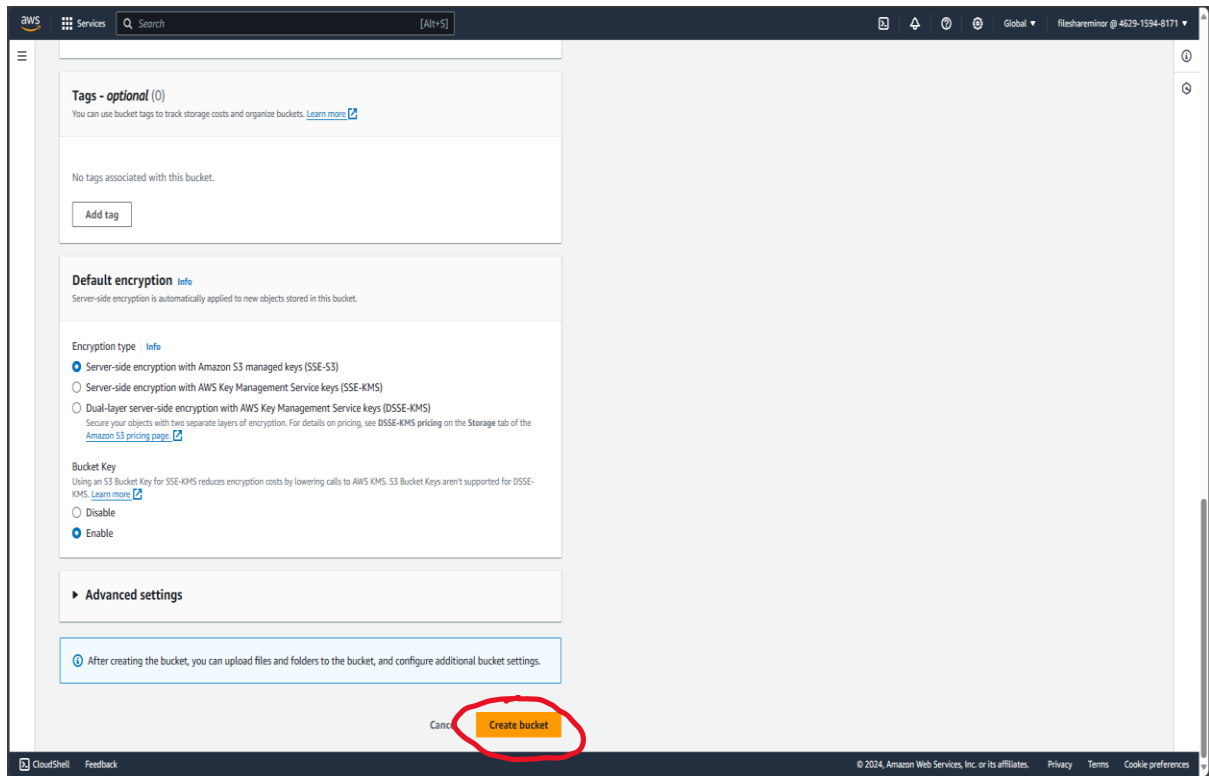 aws
Services
Search [Alt+S]
Global
fileshareminor @ 4629-1594-8171
Tags - optional (0)
You can use bucket tags to track storage costs and organize buckets. Learn more
No tags associated with this bucket.
Add tag
Default encryption Info
Server-side encryption is automatically applied to new objects stored in this bucket.
Encryption type Info
Server-side encryption with Amazon S3 managed keys (SSE-S3)
Server-side encryption with AWS Key Management Service keys (SSE-KMS)
Dual-layer server-side encryption with AWS Key Management Service keys (DSSE-KMS)
Secure your objects with two separate layers of encryption. For details on pricing, see DSSE-KMS pricing on the Storage tab of the
Amazon S3 pricing page.
Bucket Key
Using an S3 Bucket Key for SSE-KMS reduces encryption costs by lowering calls to AWS KMS. S3 Bucket Keys aren't supported for DSSE-
KMS. Learn more
Disable
Enable
Advanced settings
After creating the bucket, you can upload files and folders to the bucket, and configure additional bucket settings.
Cancel
Create bucket
CloudShell
Feedback
© 2024, Amazon Web Services, Inc. or its affiliates.
Privacy
Terms
Cookie preferences